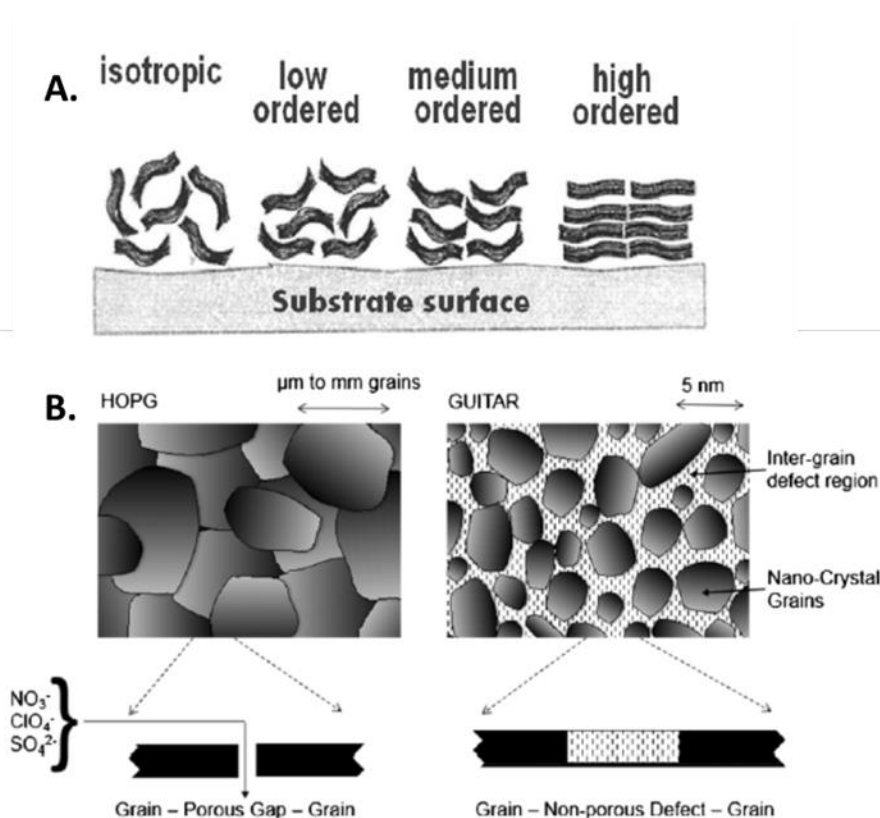 A.
isotropic
low
ordered
medium
ordered
high
ordered
Substrate surface
B.
HOPG
µm to mm grains
GUITAR
5 nm
Inter-grain
defect region
Nano-Crystal
Grains
NO₃⁻
ClO₄⁻
SO₄²⁻
Grain – Porous Gap – Grain
Grain – Non-porous Defect – Grain